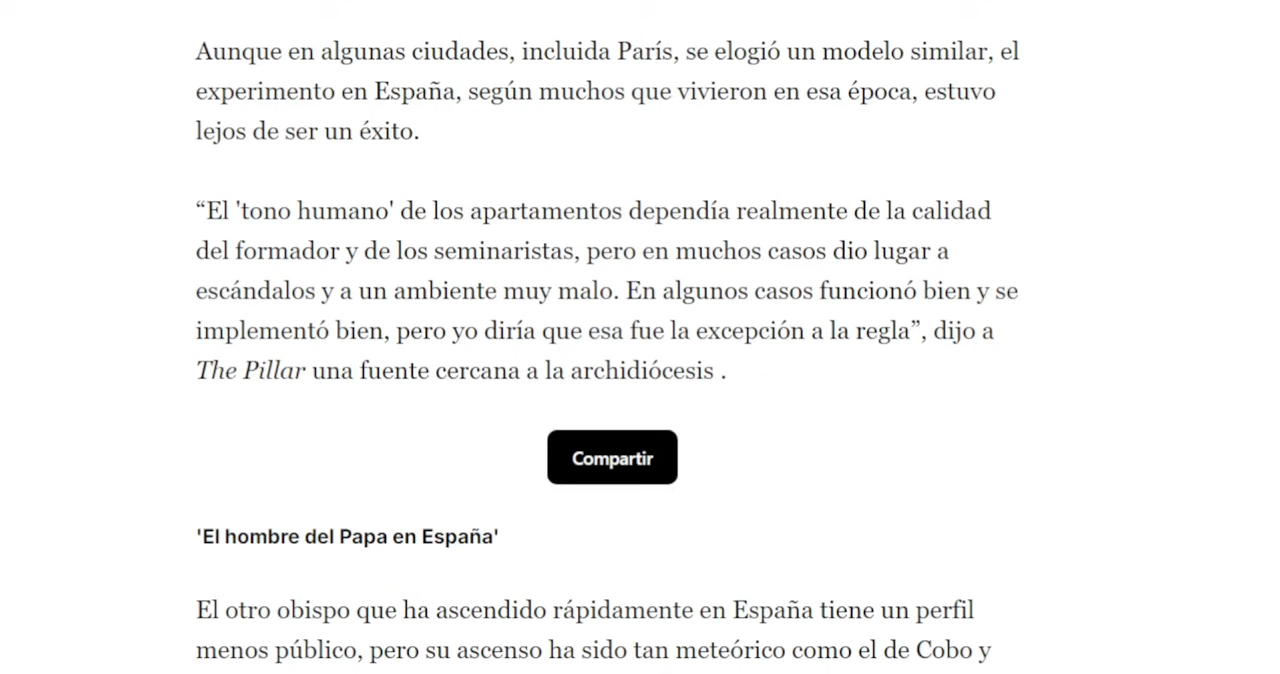 Aunque en algunas ciudades, incluida París, se elogió un modelo similar, el
experimento en España, según muchos que vivieron en esa época, estuvo
lejos de ser un éxito.
“El 'tono humano' de los apartamentos dependía realmente de la calidad
del formador y de los seminaristas, pero en muchos casos dio lugar a
escándalos y a un ambiente muy malo. En algunos casos funcionó bien y se
implementó bien, pero yo diría que esa fue la excepción a la regla”, dijo a
The Pillar una fuente cercana a la archidiócesis .
Compartir
'El hombre del Papa en España'
El otro obispo que ha ascendido rápidamente en España tiene un perfil
menos público, pero su ascenso ha sido tan meteórico como el de Cobo y